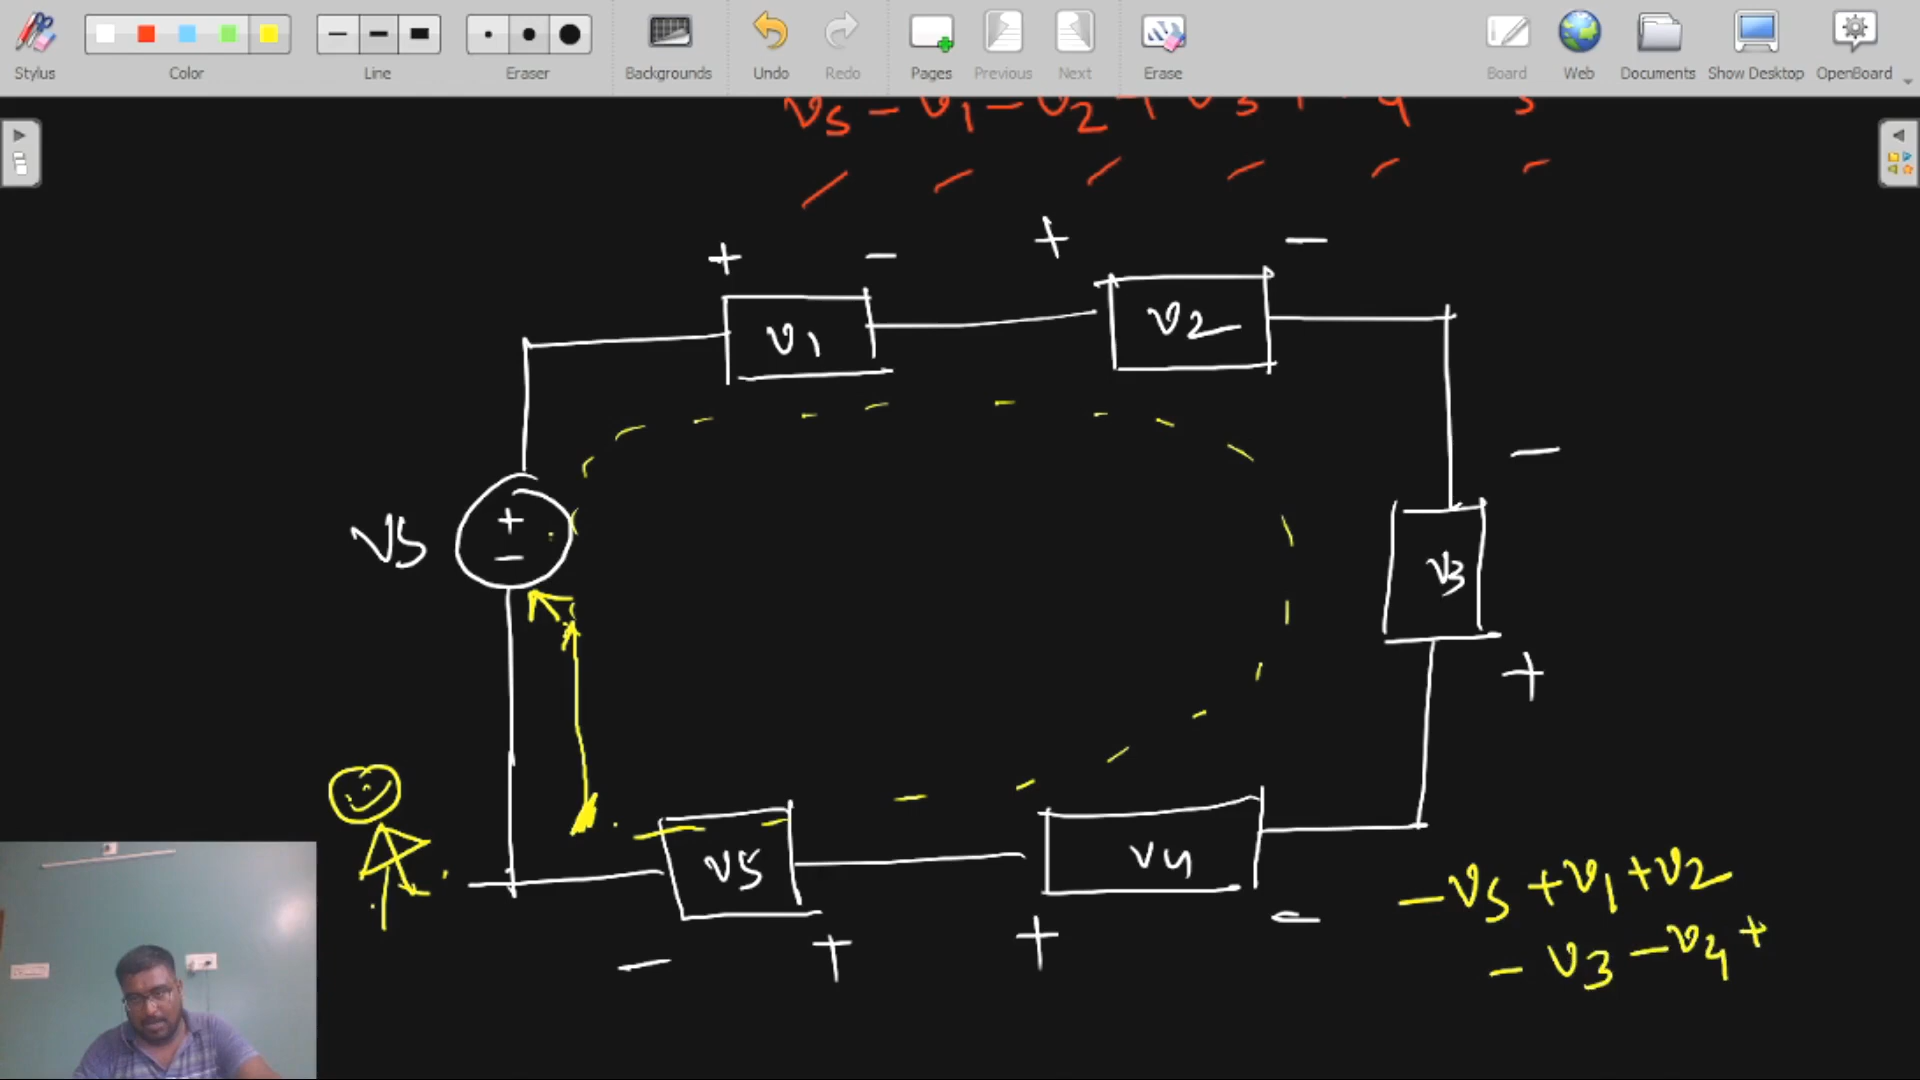 Stylus
Color
Line
Eraser
Backgrounds
Undo
Redo
Pages
Previous
Next
Erase
Board
Web
Documents
Show Desktop
OpenBoard
VS - V1 - V2 + V3 +
+ - + -
V1
V2
-
VS
+
-
V3
+
V5
V4
- + + -
-VS +V1 +V2
- V3 - V4 +